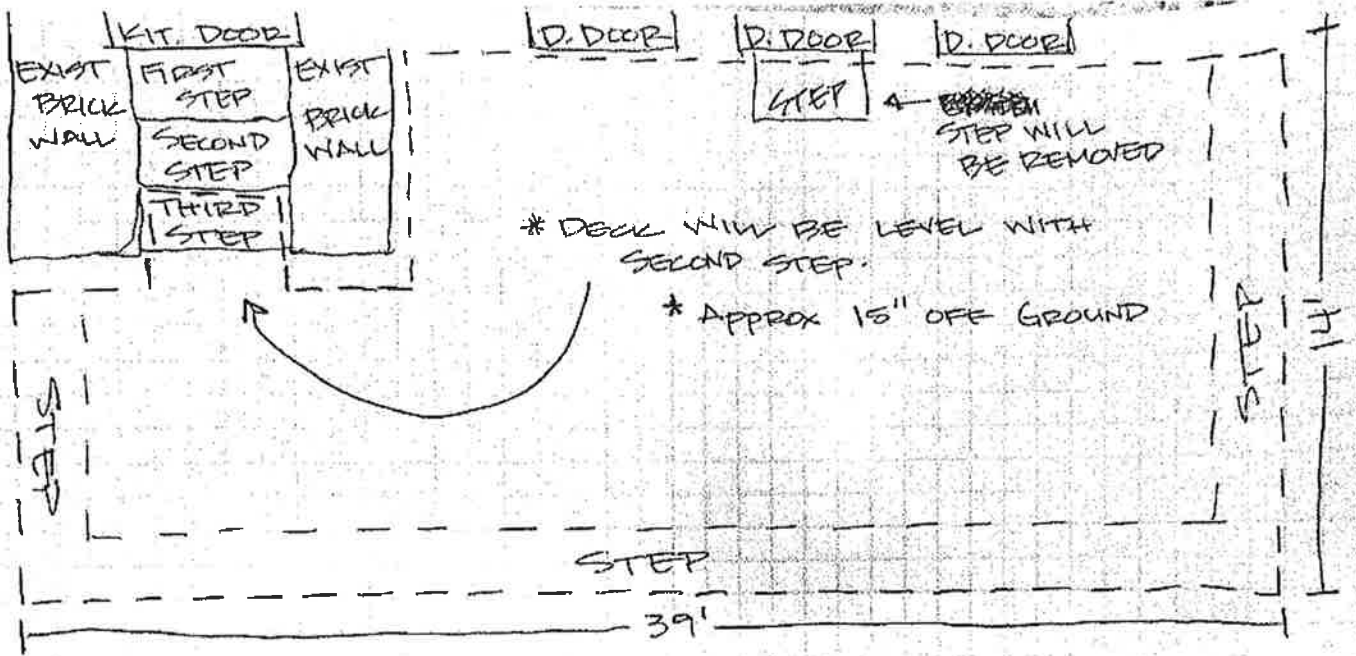 KIT. DOOR
D. DOOR
D. DOOR
D. DOOR
EXIST
BRICK
WALL
FIRST
STEP
SECOND
STEP
THIRD
STEP
EXIST
BRICK
WALL
STEP
STEP WILL
BE REMOVED
* DECK WILL BE LEVEL WITH
SECOND STEP.
* APPROX 15" OFF GROUND
STEP
STEP
14'
STEP
39'